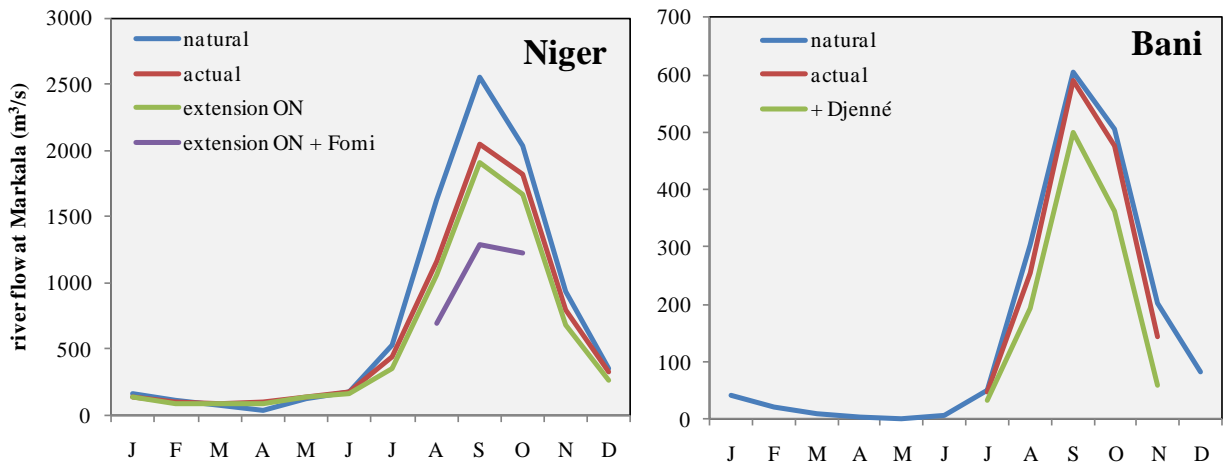 river flow at Markala (m³/s)
3000
2500
2000
1500
1000
500
0
natural
actual
extension ON
extension ON + Fomi
Niger
J F M A M J J A S O N D
700
600
500
400
300
200
100
0
natural
actual
+ Djenné
Bani
J F M A M J J A S O N D